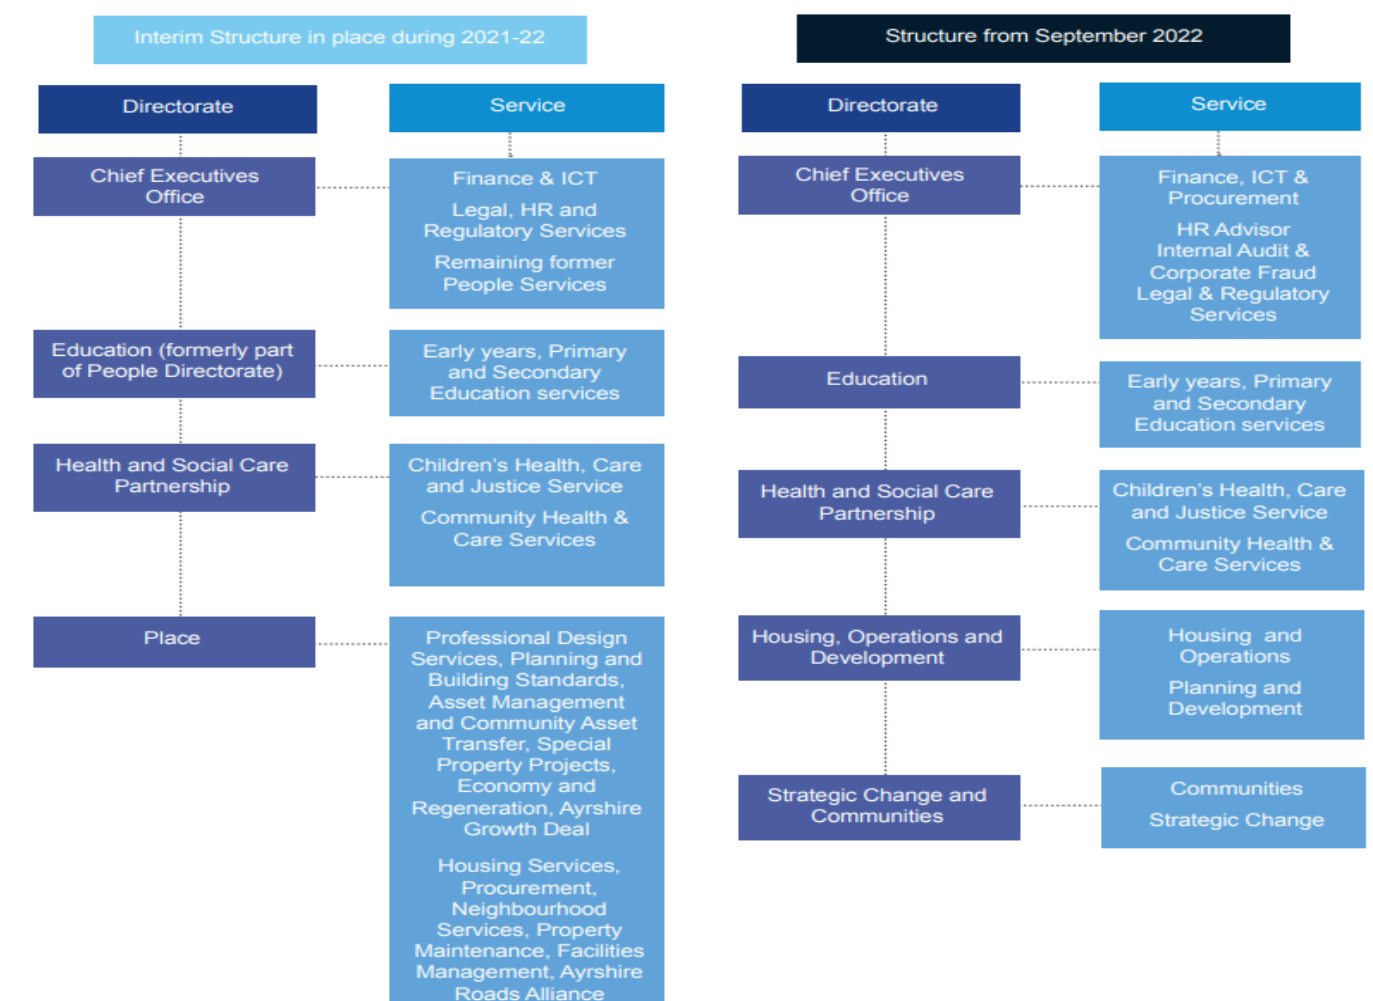 Interim Structure in place during 2021-22
Directorate
Service
Chief Executives
Office
Finance & ICT
Legal, HR and
Regulatory Services
Remaining former
People Services
Education (formerly part
of People Directorate)
Early years, Primary
and Secondary
Education services
Health and Social Care
Partnership
Children's Health, Care
and Justice Service
Community Health &
Care Services
Place
Professional Design
Services, Planning and
Building Standards,
Asset Management
and Community Asset
Transfer, Special
Property Projects,
Economy and
Regeneration, Ayrshire
Growth Deal
Housing Services,
Procurement,
Neighbourhood
Services, Property
Maintenance, Facilities
Management, Ayrshire
Roads Alliance
Structure from September 2022
Directorate
Service
Chief Executives
Office
Finance, ICT &
Procurement
HR Advisor
Internal Audit &
Corporate Fraud
Legal & Regulatory
Services
Education
Early years, Primary
and Secondary
Education services
Health and Social Care
Partnership
Children's Health, Care
and Justice Service
Community Health &
Care Services
Housing, Operations and
Development
Housing and
Operations
Planning and
Development
Strategic Change and
Communities
Communities
Strategic Change